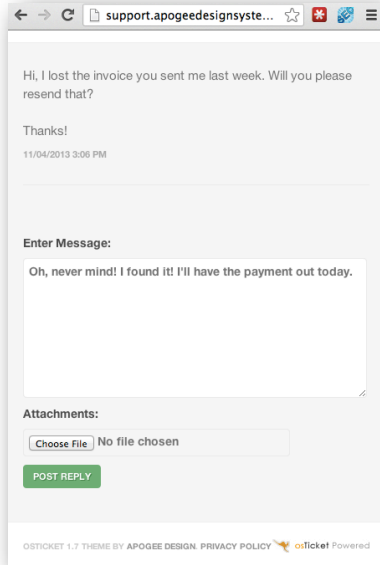 support.apogeedesignsyste...
Hi, I lost the invoice you sent me last week. Will you please
resend that?
Thanks!
11/04/2013 3:06 PM
Enter Message:
Oh, never mind! I found it! I'll have the payment out today.
Attachments:
Choose File No file chosen
POST REPLY
OSTICKET 1.7 THEME BY APOGEE DESIGN. PRIVACY POLICY osTicket Powered